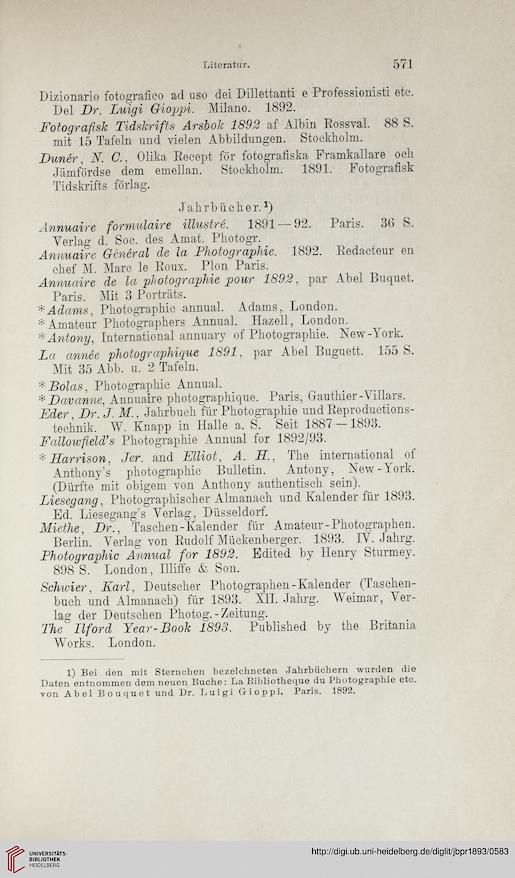 Literatur. 571
Dizionario fotografico ad uso dei Dillettanti e Professionisti etc.
Del Dr. Luigi Gioppi. Milano. 1892.
Fotografisk Tidskrifts Arsbok 1892 af Albin Rossval. 88 S.
mit 15 Tafeln und vielen Abbildungen. Stockholm.
Dunér, N. C., Olika Recept för fotografiska Framkallare och
Jämfördse dem emellan. Stockholm. 1891. Fotografisk
Tidskrifts förlag.
Jahrbücher.¹)
Annuaire formulaire illustré. 1891—92. Paris. 36 S.
Verlag d. Soc. des Amat. Photogr.
Annuaire Général de la Photographie. 1892. Redacteur en
chef M. Marc le Roux. Plon Paris.
Annuaire de la photographie pour 1892, par Abel Buquet.
Paris. Mit 3 Porträts.
*Adams, Photographic annual. Adams, London.
*Amateur Photographers Annual. Hazell, London.
*Antony, International annuary of Photographie. New-York.
La année photographique 1891, par Abel Buguett. 155 S.
Mit 35 Abb. u. 2 Tafeln.
*Bolas, Photographic Annual.
*Davanne, Annuaire photographique. Paris, Gauthier-Villars.
Eder, Dr. J. M., Jahrbuch für Photographie und Reproductions-
technik. W. Knapp in Halle a. S. Seit 1887—1893.
Fallowfield's Photographie Annual for 1892/93.
*Harrison, Jer. and Elliot, A. H., The international of
Anthony's photographic Bulletin. Antony, New-York.
(Dürfte mit obigem von Anthony authentisch sein).
Liesegang, Photographischer Almanach und Kalender für 1893.
Ed. Liesegang's Verlag, Düsseldorf.
Miethe, Dr., Taschen-Kalender für Amateur-Photographen.
Berlin. Verlag von Rudolf Mückenberger. 1893. IV. Jahrg.
Photographic Annual for 1892. Edited by Henry Sturmey.
898 S. London, Illiffe & Son.
Schwier, Karl, Deutscher Photographen-Kalender (Taschen-
buch und Almanach) für 1893. XII. Jahrg. Weimar, Ver-
lag der Deutschen Photog.-Zeitung.
The Ilford Year-Book 1893. Published by the Britania
Works. London.
1) Bei den mit Sternchen bezeichneten Jahrbüchern wurden die
Daten entnommen dem neuen Buche: La Bibliotheque du Photographie etc.
von Abel Bouquet und Dr. Luigi Gioppi. Paris. 1892.
UNIVERSITÄTS-
BIBLIOTHEK
HEIDELBERG
http://digi.ub.uni-heidelberg.de/diglit/jbpr1893/0583